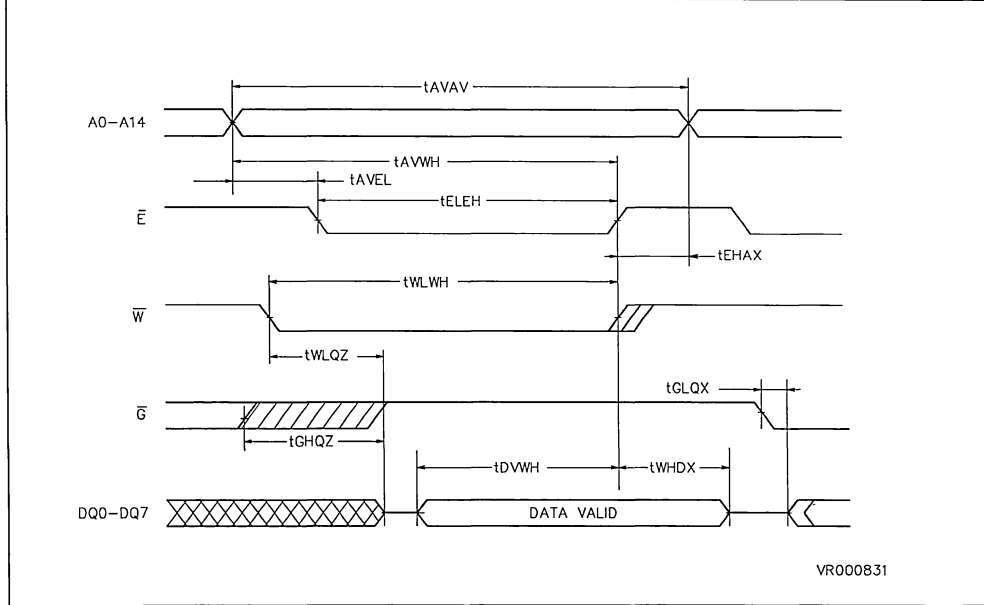 tAVAV
A0-A14
tAVWH
tAVEL
tELEH
E̅
tEHAX
tWLWH
W̅
tWLQZ
tGLQX
G̅
tGHQZ
tDVWH
tWHDX
DQ0-DQ7
DATA VALID
VR000831